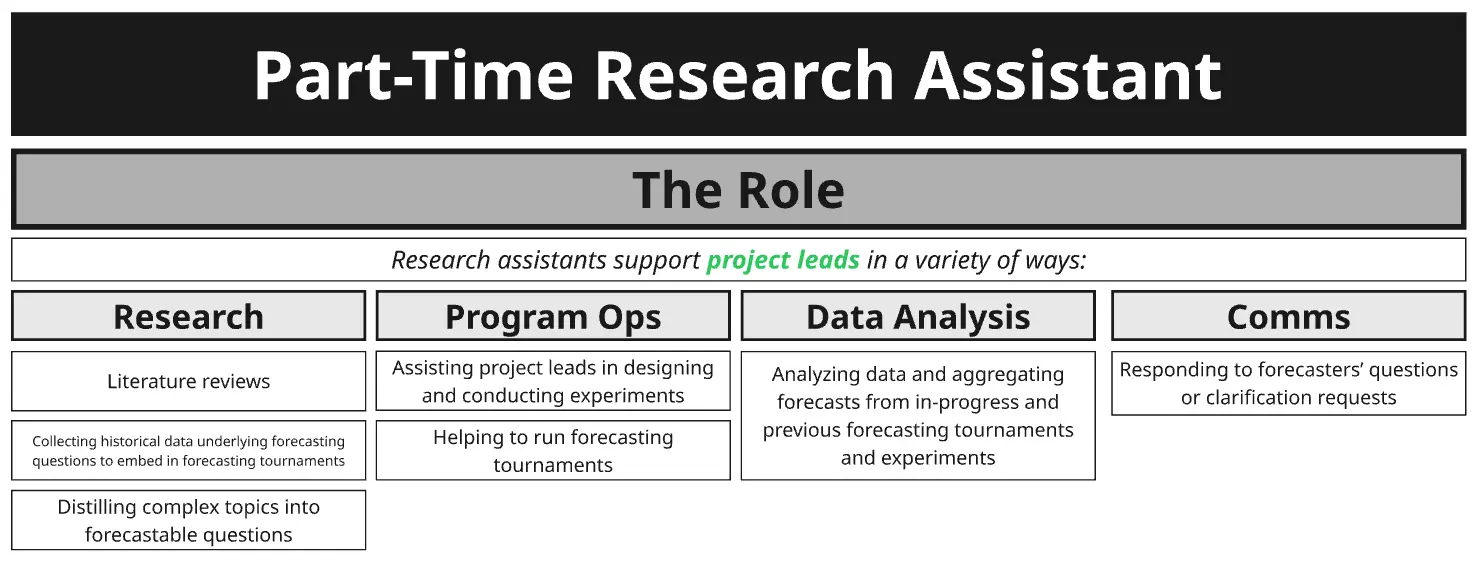 Part-Time Research Assistant
The Role
Research assistants support project leads in a variety of ways:
Research
Literature reviews
Collecting historical data underlying forecasting
questions to embed in forecasting tournaments
Distilling complex topics into
forecastable questions
Program Ops
Assisting project leads in designing
and conducting experiments
Helping to run forecasting
tournaments
Data Analysis
Analyzing data and aggregating
forecasts from in-progress and
previous forecasting tournaments
and experiments
Comms
Responding to forecasters’ questions
or clarification requests